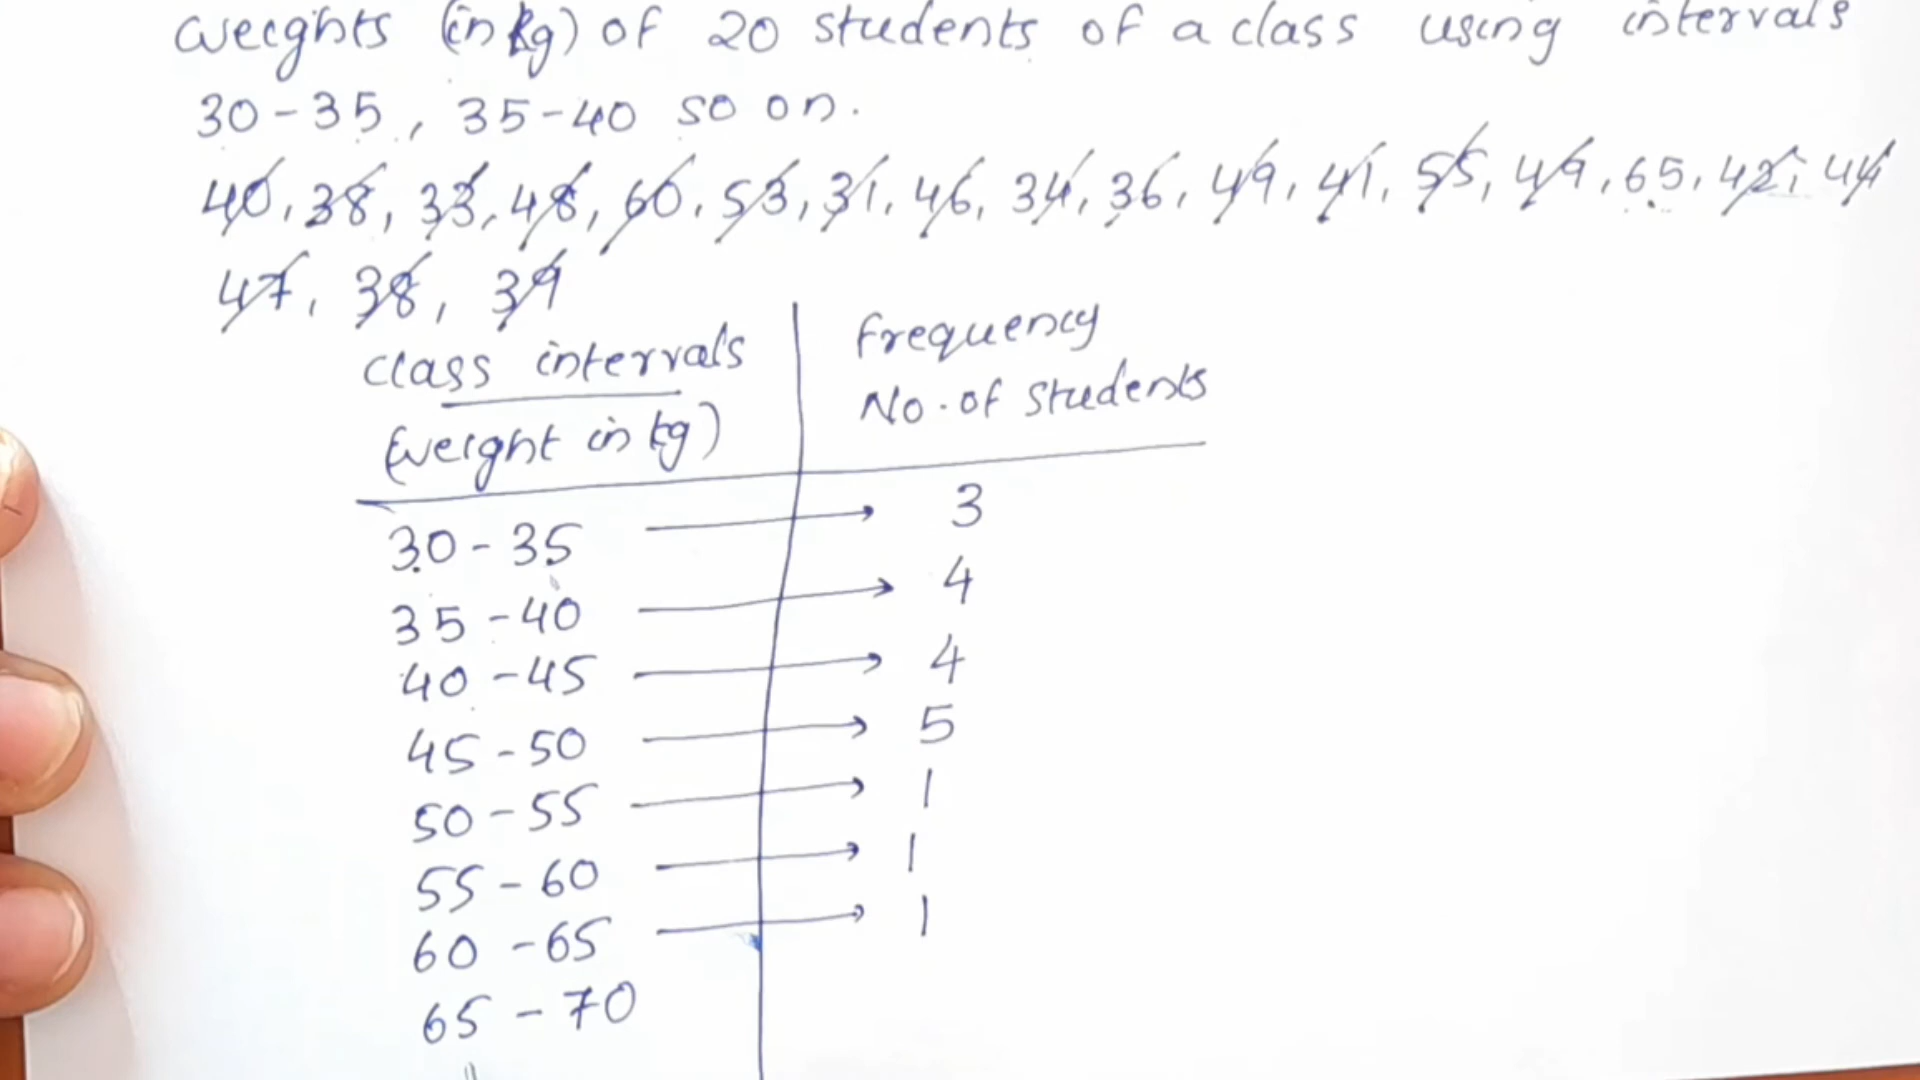 weights (in kg) of 20 students of a class using intervals
30-35, 35-40 so on.
40, 38, 33, 48, 60, 53, 31, 46, 34, 36, 49, 41, 55, 49, 65, 42, 44
47, 38, 39
class intervals
(weight in kg)
Frequency
No. of students
30-35 → 3
35-40 → 4
40-45 → 4
45-50 → 5
50-55 → 1
55-60 → 1
60-65 → 1
65-70